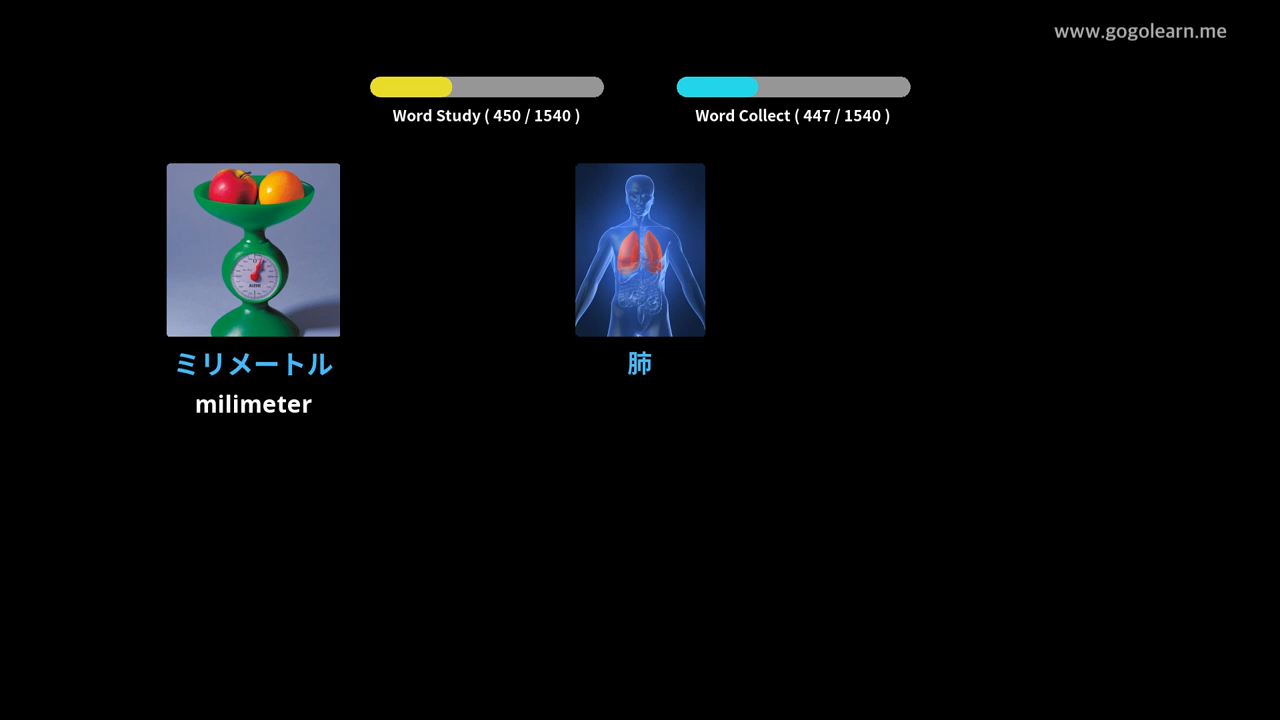 www.gogolearn.me
Word Study ( 450 / 1540 )
Word Collect ( 447 / 1540 )
ミリメートル
milimeter
肺